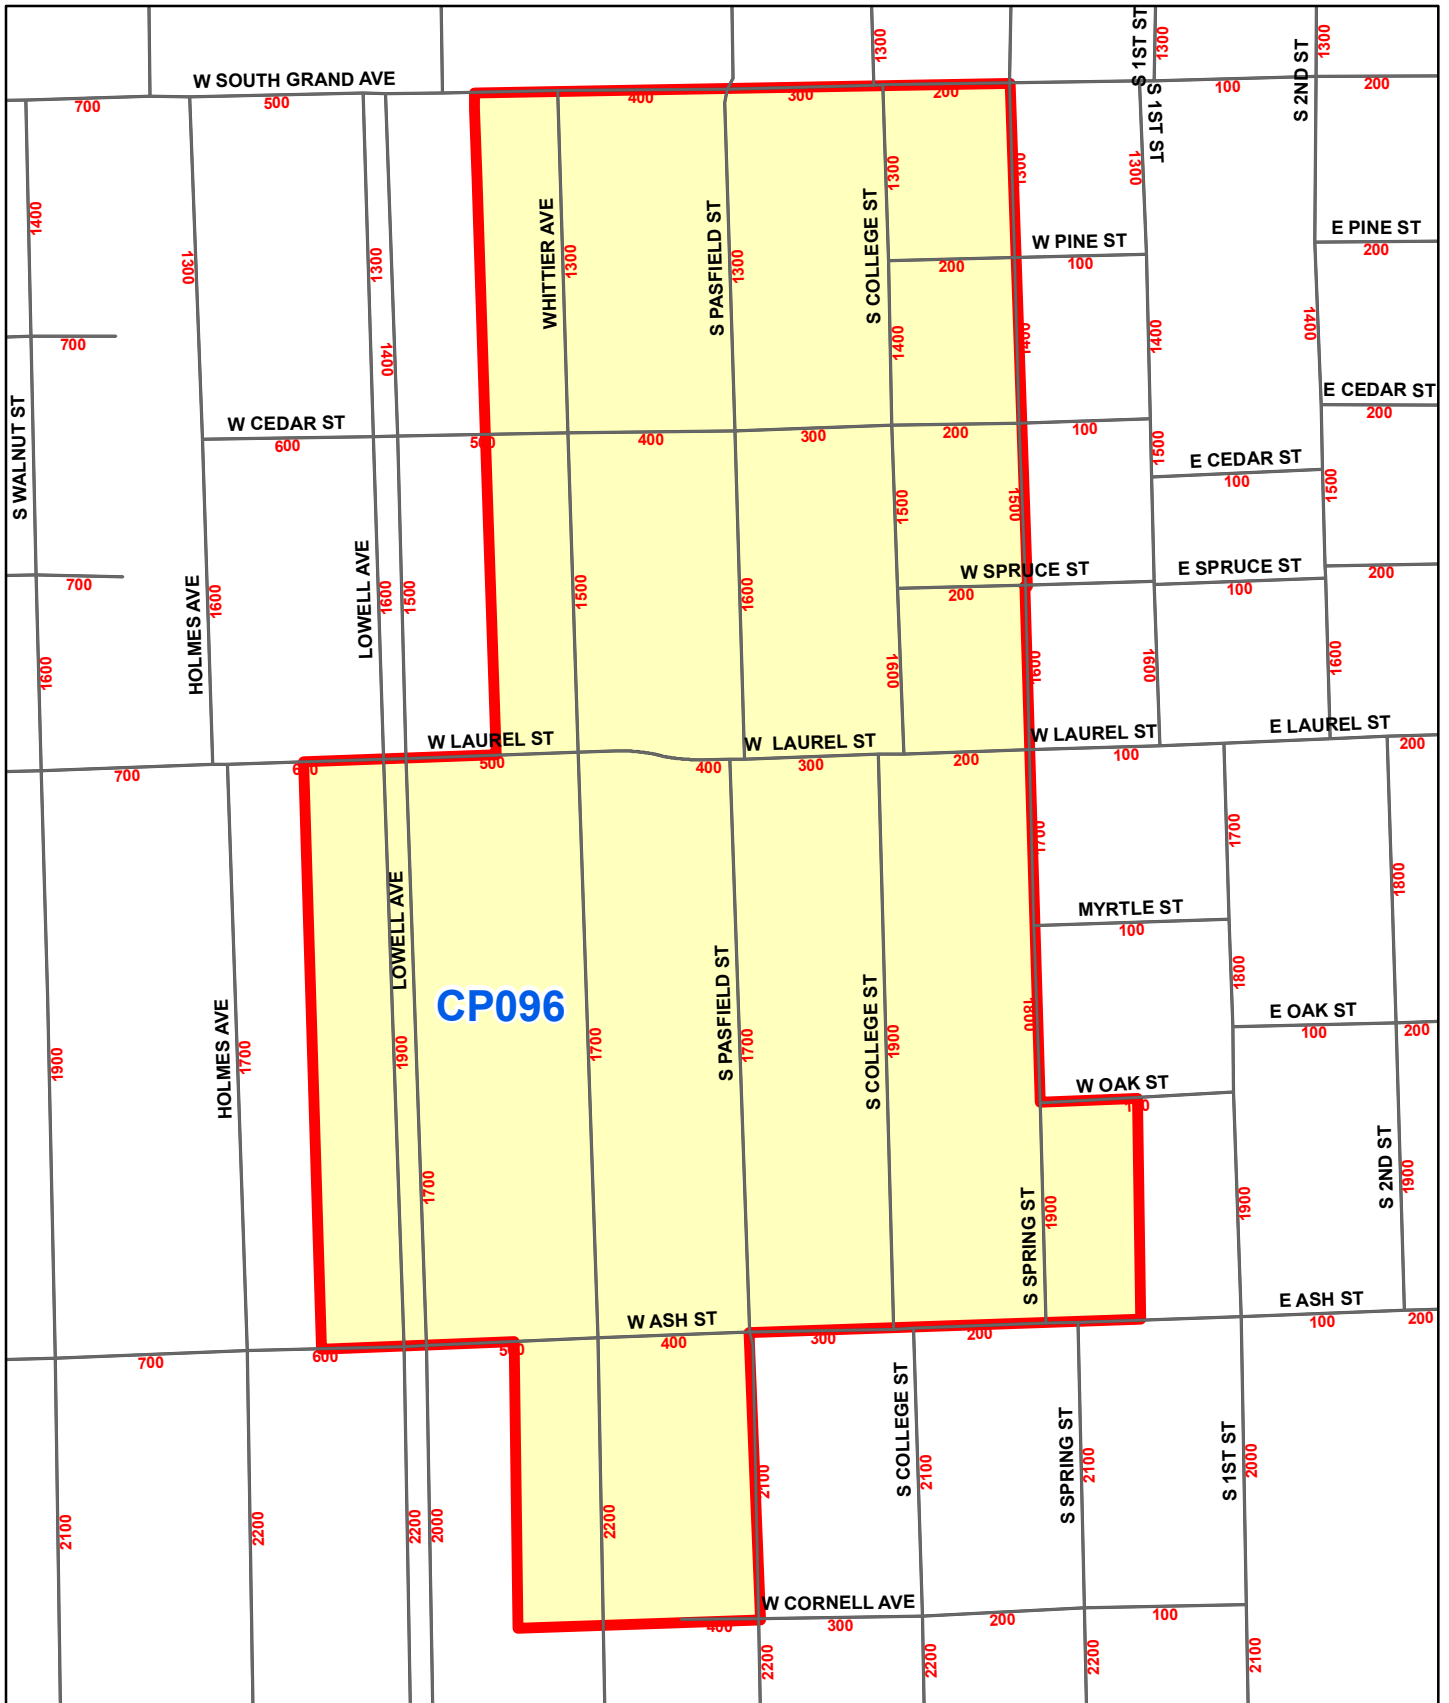 1300
S 1ST ST
1300
S 2ND ST
1300
W SOUTH GRAND AVE
700
500
400
300
200
100
200
S 1ST ST
1400
1300
1300
WHITTIER AVE
1300
S PASFIELD ST
1300
S COLLEGE ST
1300
1300
1300
W PINE ST
200
100
E PINE ST
200
700
1400
1400
1400
1400
1400
S WALNUT ST
W CEDAR ST
600
500
400
300
200
100
E CEDAR ST
200
E CEDAR ST
100
1500
1500
1500
1500
HOLMES AVE
1600
LOWELL AVE
1600
1500
1500
1600
W SPRUCE ST
200
E SPRUCE ST
100
200
700
1600
1600
1600
1600
1600
W LAUREL ST
W LAUREL ST
W LAUREL ST
E LAUREL ST
700
600
500
400
300
200
100
200
1700
1700
1800
LOWELL AVE
MYRTLE ST
100
CP096
HOLMES AVE
1900
1700
1900
1700
S PASFIELD ST
1700
S COLLEGE ST
1900
1800
1800
E OAK ST
100
200
W OAK ST
100
1700
S SPRING ST
1900
1900
S 2ND ST
1900
W ASH ST
E ASH ST
700
600
500
400
300
200
100
200
S COLLEGE ST
S SPRING ST
S 1ST ST
2100
2200
2200
2000
2200
2100
2100
2100
2000
W CORNELL AVE
400
300
200
100
2200
2200
2200
2100